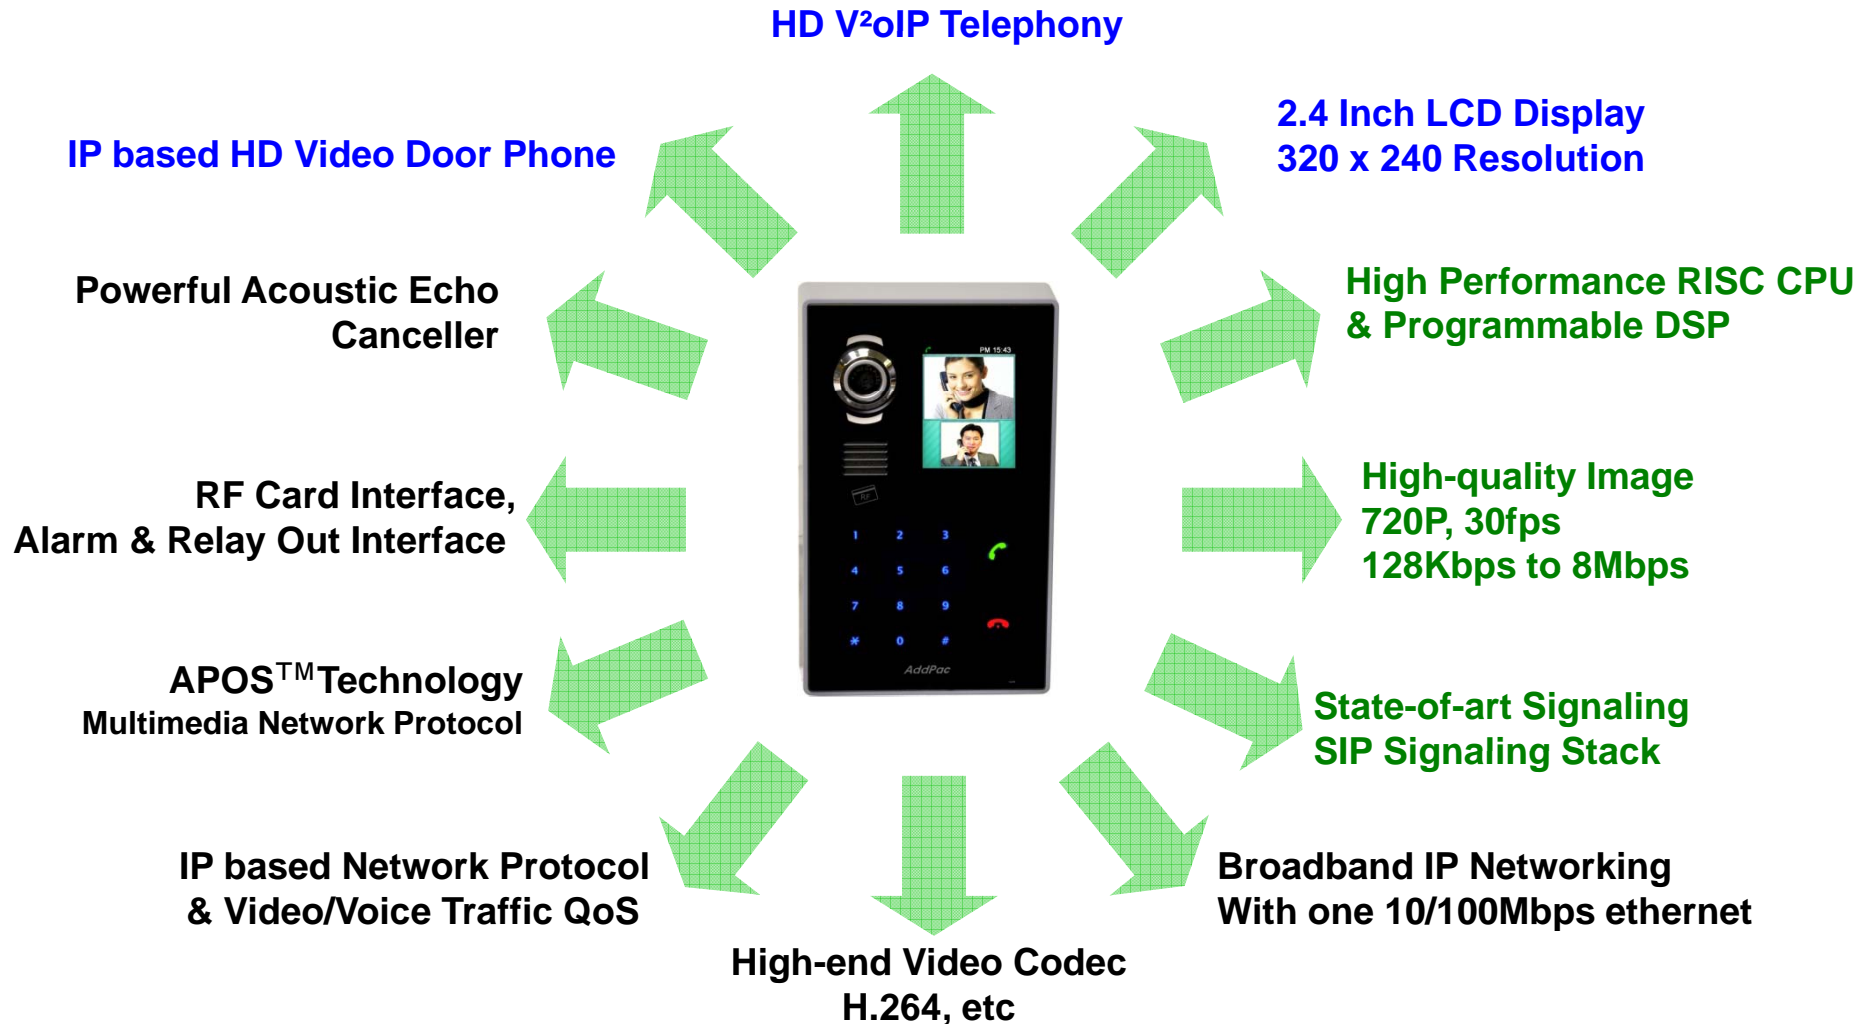 HD V²oIP Telephony
IP based HD Video Door Phone
2.4 Inch LCD Display
320 x 240 Resolution
Powerful Acoustic Echo
Canceller
High Performance RISC CPU
& Programmable DSP
PM 15:43
RF Card Interface,
Alarm & Relay Out Interface
High-quality Image
720P, 30fps
128Kbps to 8Mbps
RF
1 2 3
4 5 6
7 8 9
* 0 #
AddPac
APOS™Technology
Multimedia Network Protocol
State-of-art Signaling
SIP Signaling Stack
IP based Network Protocol
& Video/Voice Traffic QoS
Broadband IP Networking
With one 10/100Mbps ethernet
High-end Video Codec
H.264, etc